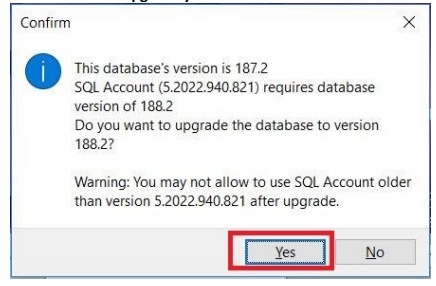 Confirm
This database's version is 187.2
SQL Account (5.2022.940.821) requires database
version of 188.2
Do you want to upgrade the database to version
188.2?
Warning: You may not allow to use SQL Account older
than version 5.2022.940.821 after upgrade.
Yes No